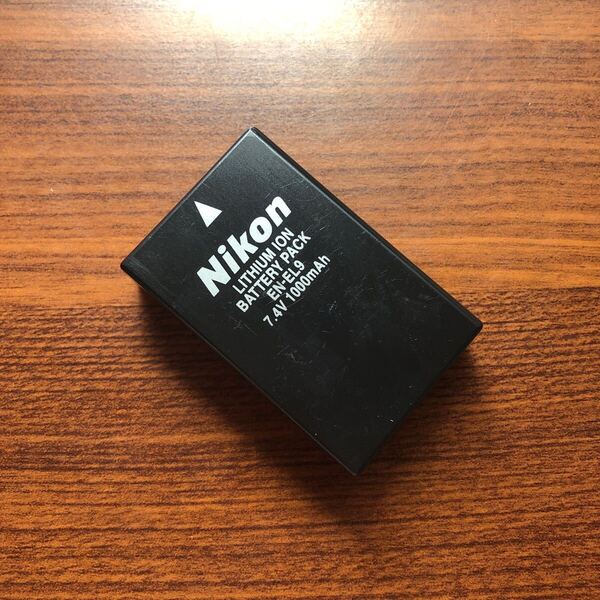 Nikon
LITHIUM ION
BATTERY PACK
EN-EL9
7.4V 1000mAh